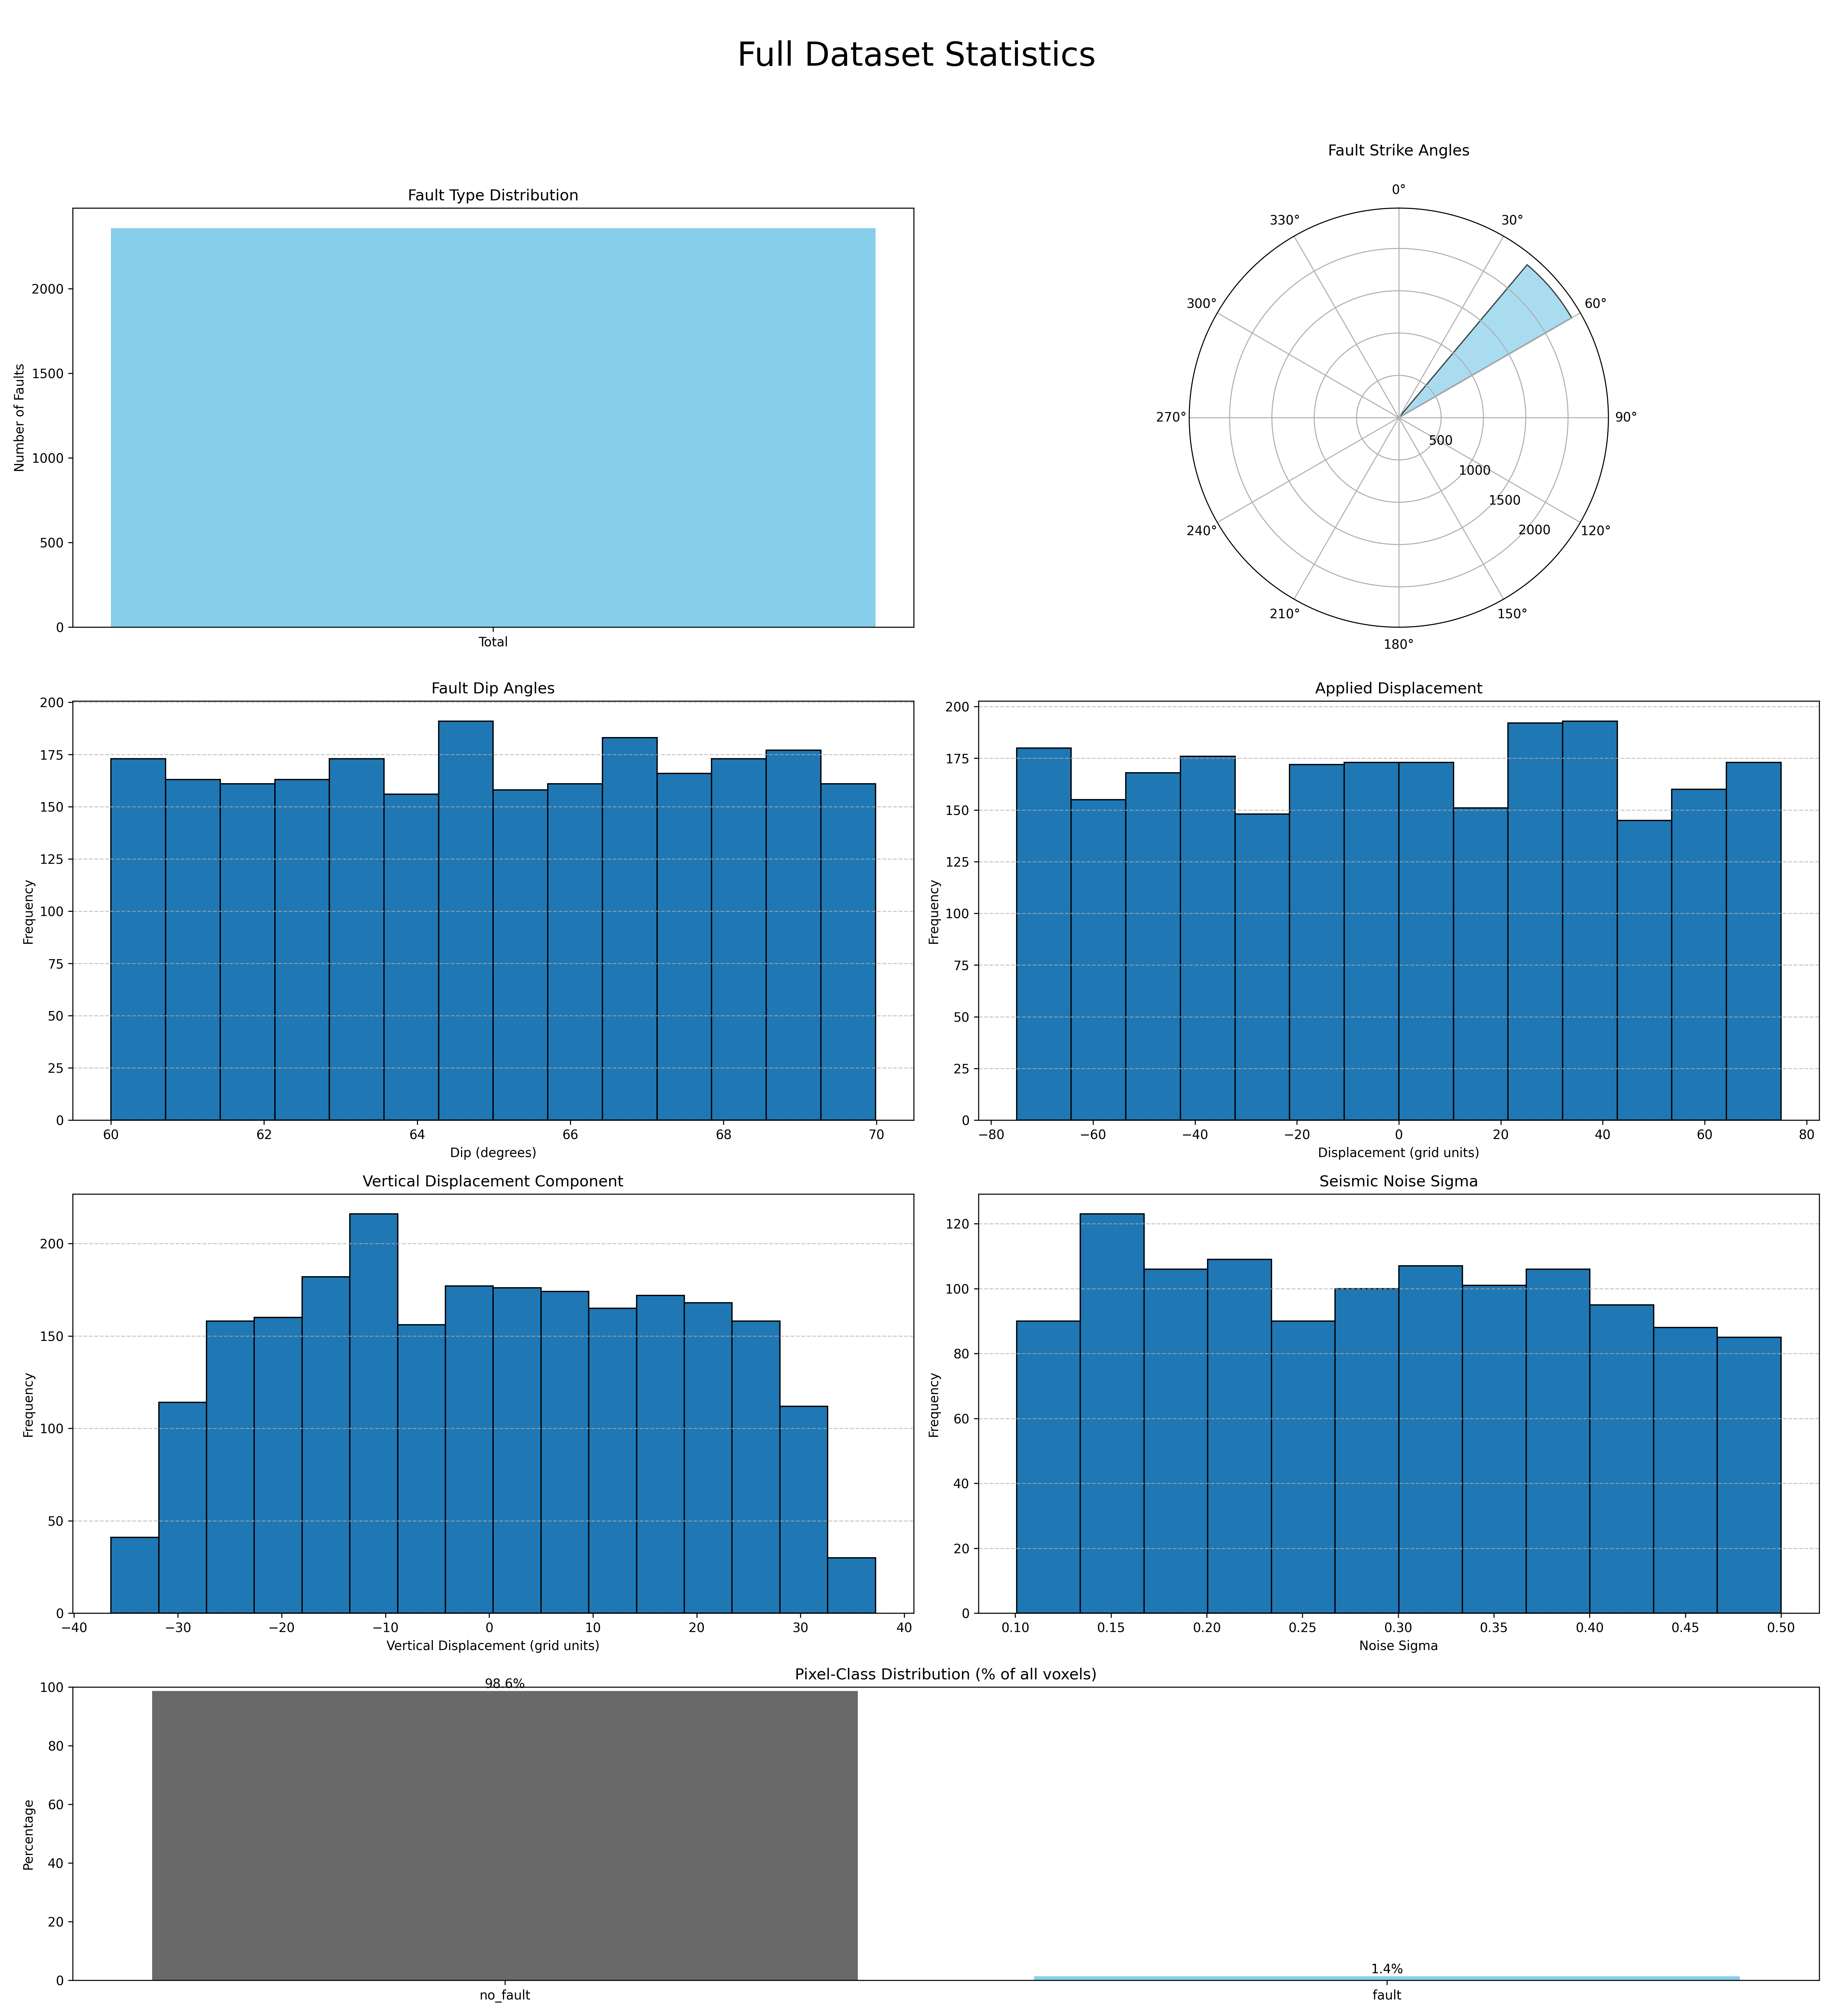 Full Dataset Statistics
Fault Type Distribution
Number of Faults
2000
1500
1000
500
0
Total
Fault Strike Angles
0°
30°
60°
90°
120°
150°
180°
210°
240°
270°
300°
330°
500
1000
1500
2000
Fault Dip Angles
Frequency
200
175
150
125
100
75
50
25
0
60 62 64 66 68 70
Dip (degrees)
Applied Displacement
Frequency
200
175
150
125
100
75
50
25
0
−80 −60 −40 −20 0 20 40 60 80
Displacement (grid units)
Vertical Displacement Component
Frequency
200
150
100
50
0
−40 −30 −20 −10 0 10 20 30 40
Vertical Displacement (grid units)
Seismic Noise Sigma
Frequency
120
100
80
60
40
20
0
0.10 0.15 0.20 0.25 0.30 0.35 0.40 0.45 0.50
Noise Sigma
Pixel-Class Distribution (% of all voxels)
Percentage
100
80
60
40
20
0
98.6%
1.4%
no_fault fault